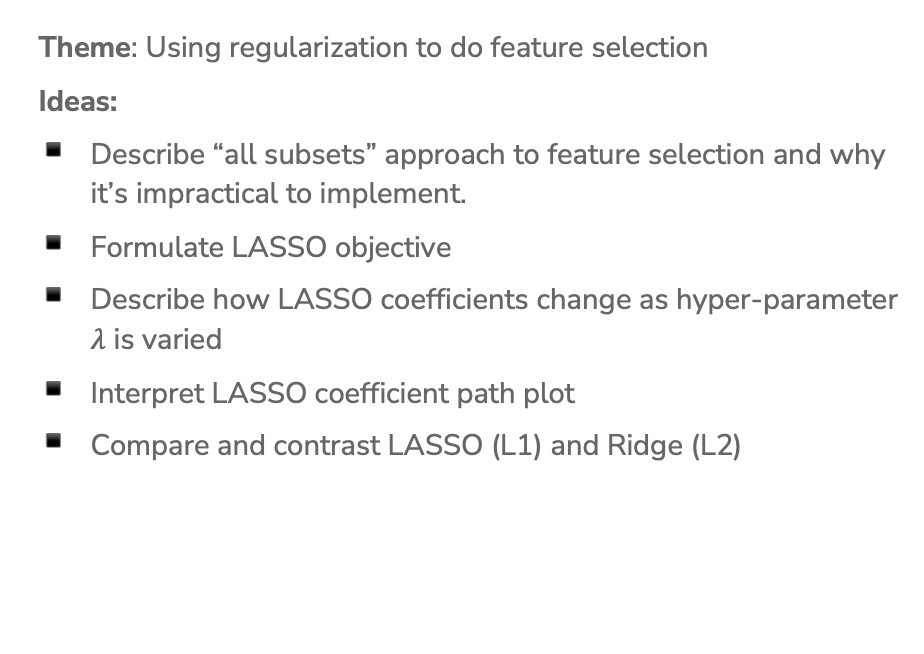 Theme: Using regularization to do feature selection
Ideas:
▪ Describe “all subsets” approach to feature selection and why
it’s impractical to implement.
▪ Formulate LASSO objective
▪ Describe how LASSO coefficients change as hyper-parameter
λ is varied
▪ Interpret LASSO coefficient path plot
▪ Compare and contrast LASSO (L1) and Ridge (L2)